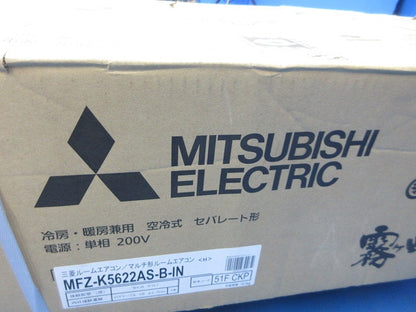 MITSUBISHI
ELECTRIC
冷房・暖房兼用 空冷式 セパレート形
電源：単相 200V
三菱ルームエアコン／マルチ形ルームエアコン <H>
MFZ-K5622AS-B-IN
51F CKP
霧